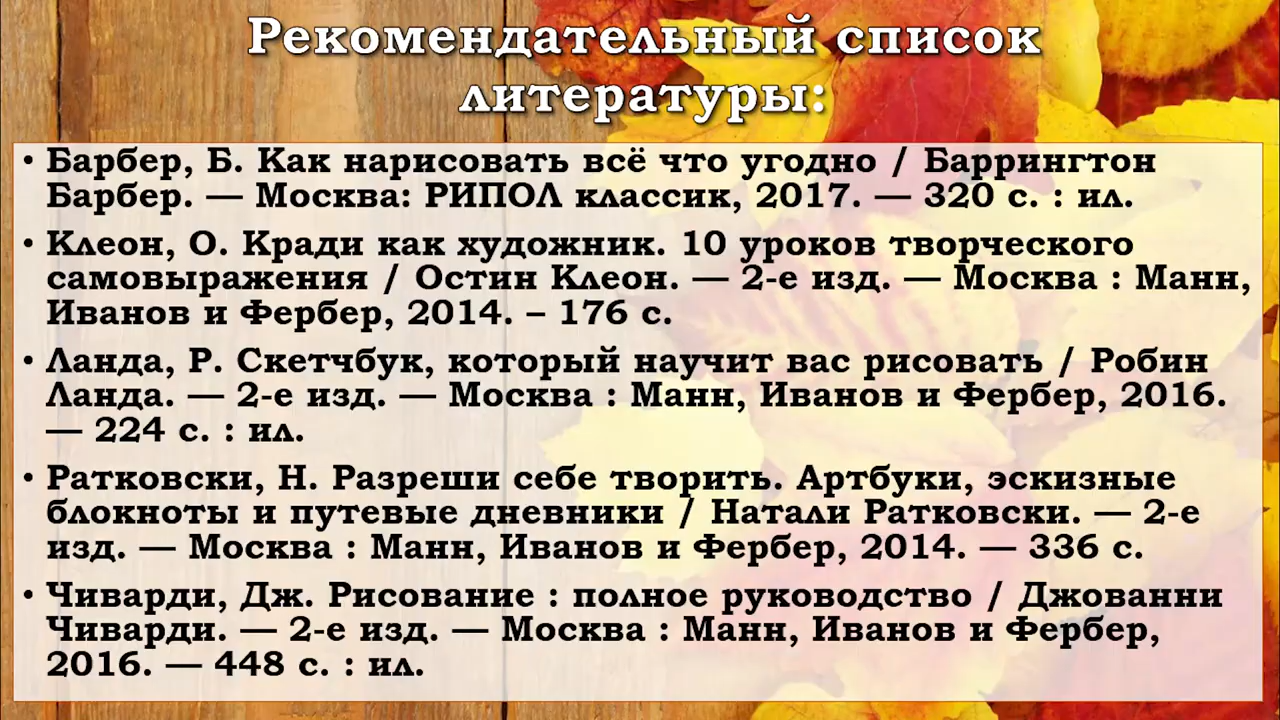 Рекомендательный список
литературы:
• Барбер, Б. Как нарисовать всё что угодно / Баррингтон
Барбер. — Москва: РИПОЛ классик, 2017. — 320 с. : ил.
• Клеон, О. Кради как художник. 10 уроков творческого
самовыражения / Остин Клеон. — 2-е изд. — Москва : Манн,
Иванов и Фербер, 2014. – 176 с.
• Ланда, Р. Скетчбук, который научит вас рисовать / Робин
Ланда. — 2-е изд. — Москва : Манн, Иванов и Фербер, 2016.
— 224 с. : ил.
• Ратковски, Н. Разреши себе творить. Артбуки, эскизные
блокноты и путевые дневники / Натали Ратковски. — 2-е
изд. — Москва : Манн, Иванов и Фербер, 2014. — 336 с.
• Чиварди, Дж. Рисование : полное руководство / Джованни
Чиварди. — 2-е изд. — Москва : Манн, Иванов и Фербер,
2016. — 448 с. : ил.